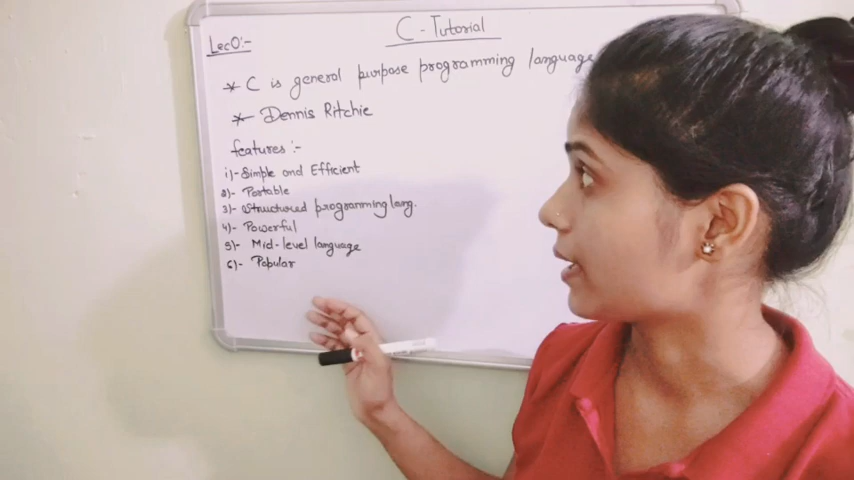 C - Tutorial
Lec0:-
* C is general purpose programming language
* Dennis Ritchie
features :-
1)- Simple and Efficient
2)- Portable
3)- Structured programming lang.
4)- Powerful
5)- Mid-level language
6)- Popular